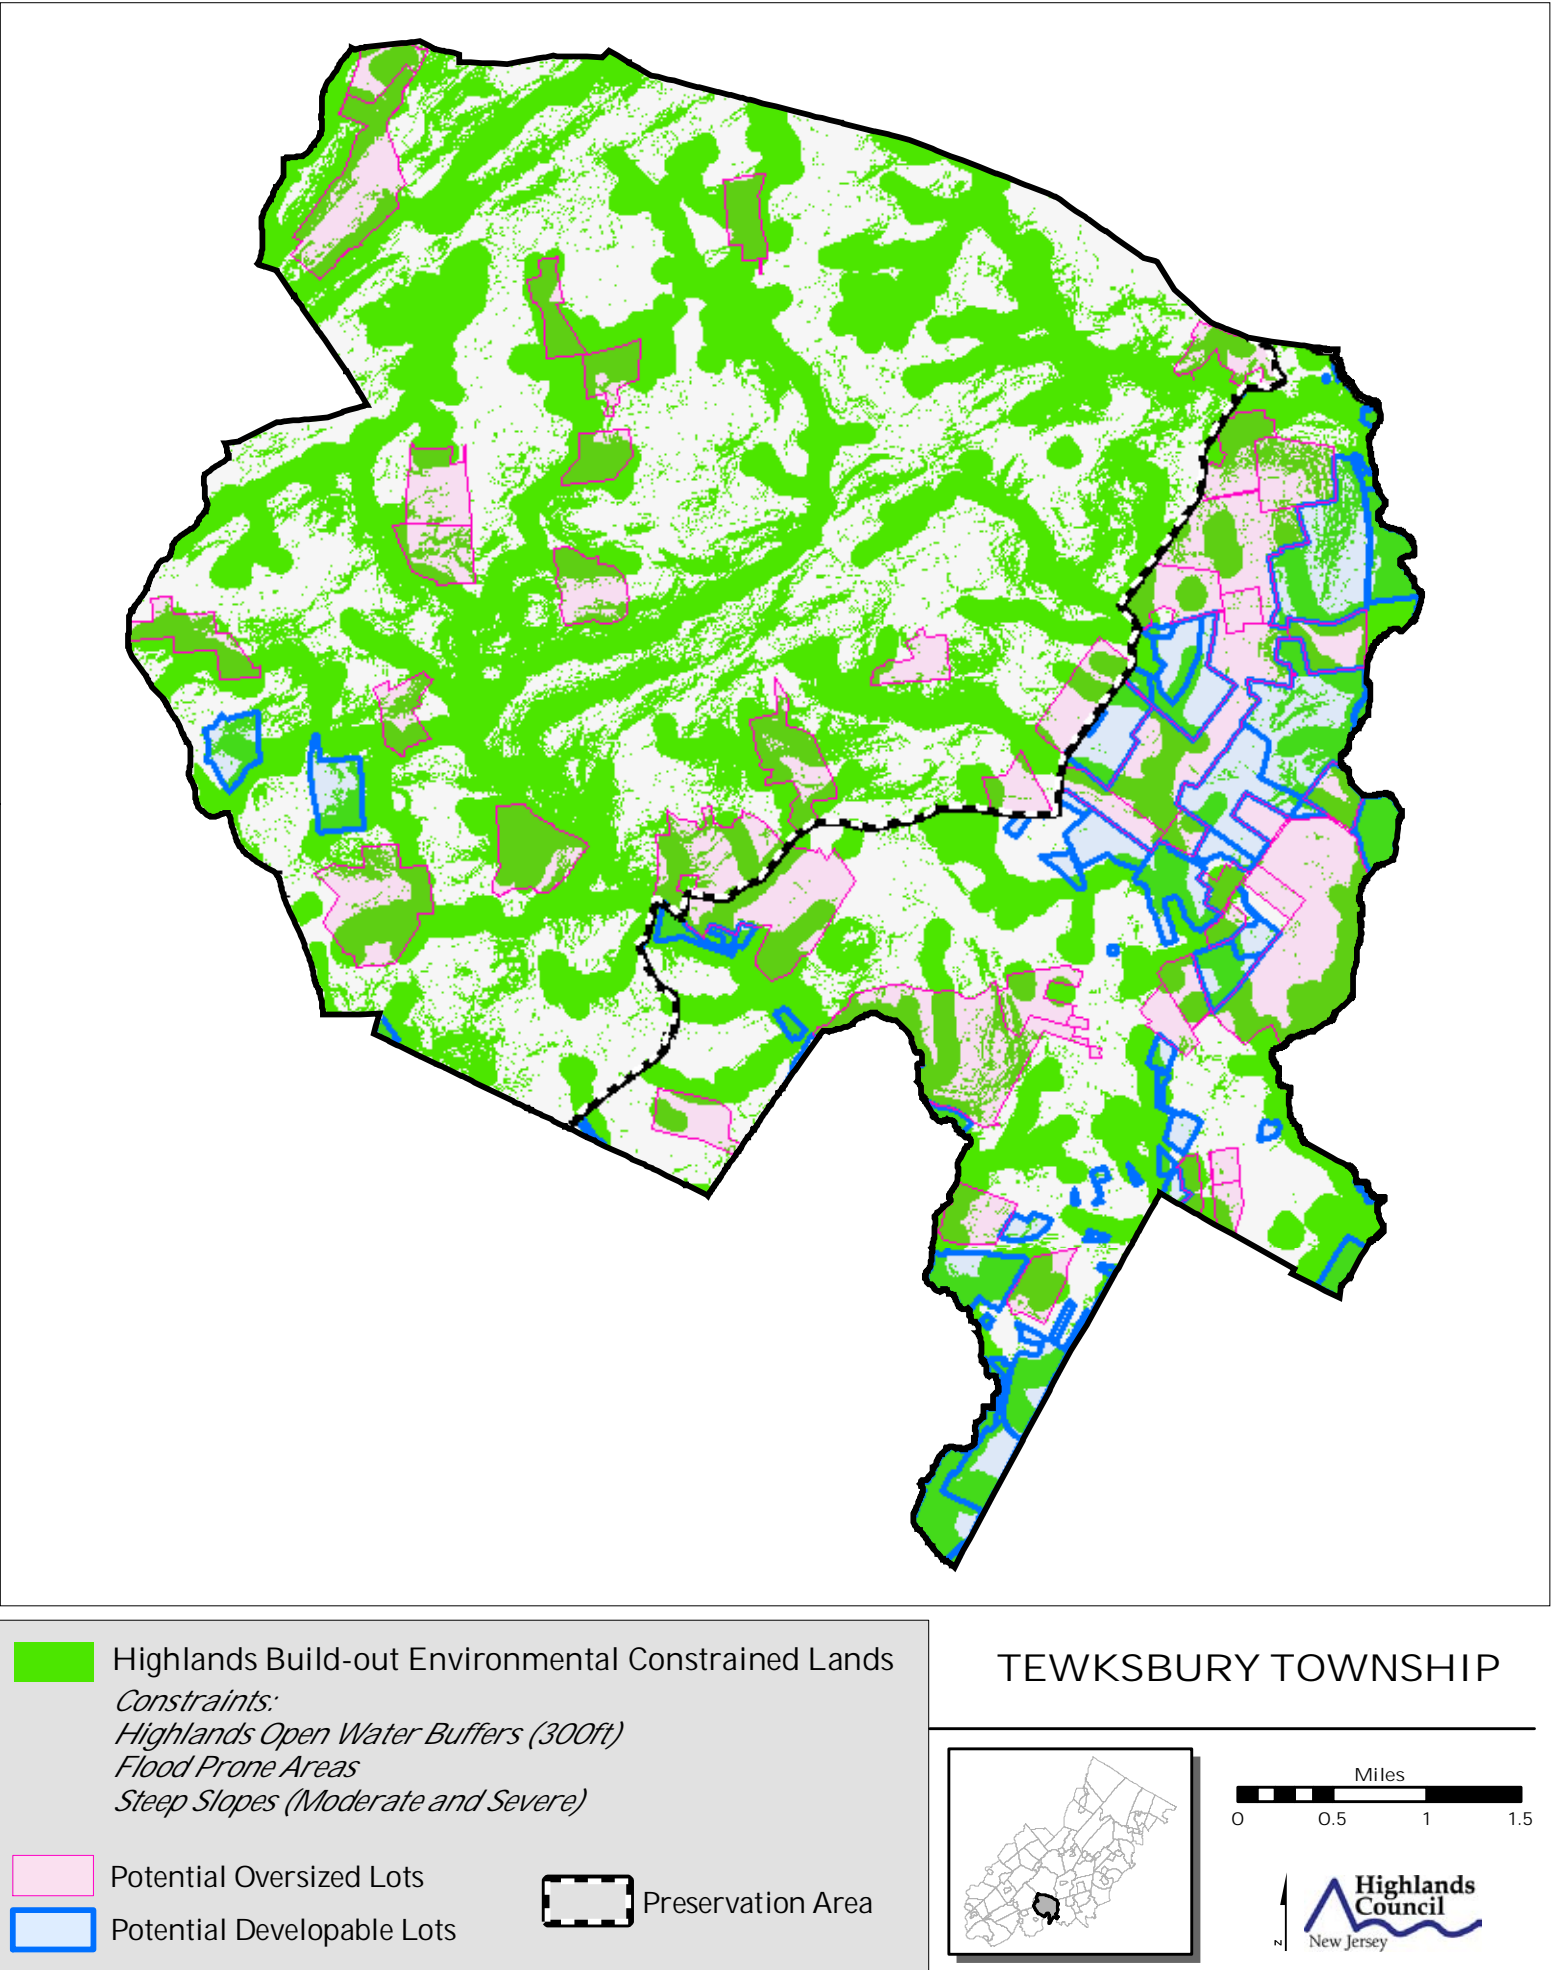 Highlands Build-out Environmental Constrained Lands
Constraints:
Highlands Open Water Buffers (300ft)
Flood Prone Areas
Steep Slopes (Moderate and Severe)
Potential Oversized Lots
Potential Developable Lots
Preservation Area
TEWKSBURY TOWNSHIP
Miles
0 0.5 1 1.5
N
Highlands
Council
New Jersey